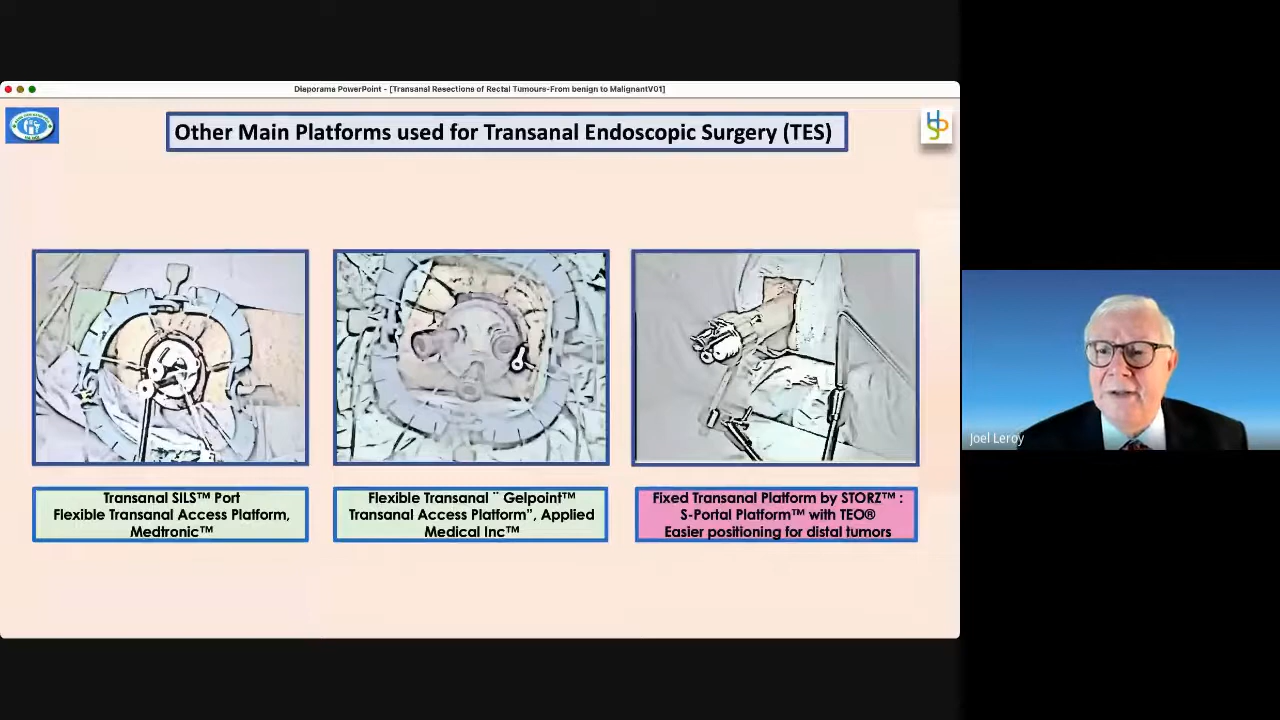 Diaporama PowerPoint - [Transanal Resections of Rectal Tumours-From benign to MalignantV01]
Other Main Platforms used for Transanal Endoscopic Surgery (TES)
Transanal SILS™ Port
Flexible Transanal Access Platform,
Medtronic™
Flexible Transanal ¨ Gelpoint™
Transanal Access Platform", Applied
Medical Inc™
Fixed Transanal Platform by STORZ™ :
S-Portal Platform™ with TEO®
Easier positioning for distal tumors
Joel Leroy